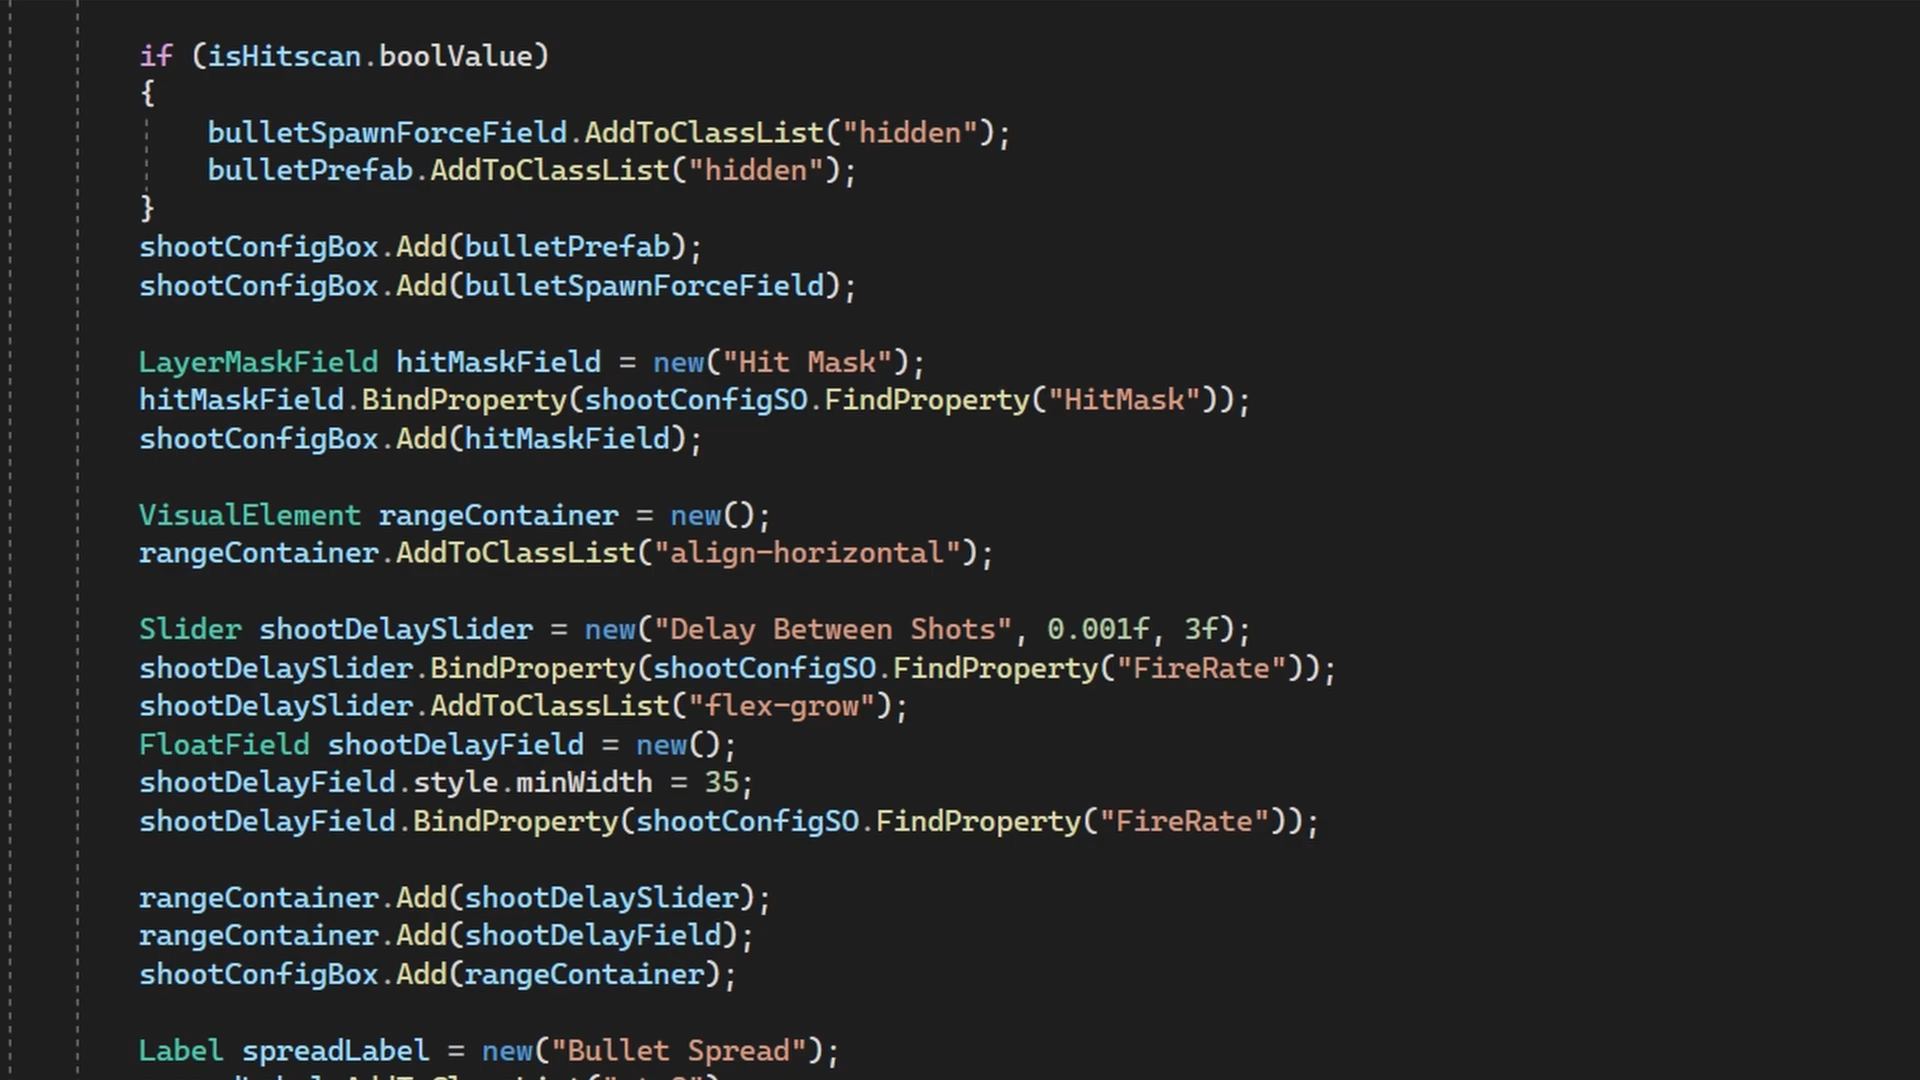 if (isHitscan.boolValue)
{
    bulletSpawnForceField.AddToClassList("hidden");
    bulletPrefab.AddToClassList("hidden");
}
shootConfigBox.Add(bulletPrefab);
shootConfigBox.Add(bulletSpawnForceField);

LayerMaskField hitMaskField = new("Hit Mask");
hitMaskField.BindProperty(shootConfigSO.FindProperty("HitMask"));
shootConfigBox.Add(hitMaskField);

VisualElement rangeContainer = new();
rangeContainer.AddToClassList("align-horizontal");

Slider shootDelaySlider = new("Delay Between Shots", 0.001f, 3f);
shootDelaySlider.BindProperty(shootConfigSO.FindProperty("FireRate"));
shootDelaySlider.AddToClassList("flex-grow");
FloatField shootDelayField = new();
shootDelayField.style.minWidth = 35;
shootDelayField.BindProperty(shootConfigSO.FindProperty("FireRate"));

rangeContainer.Add(shootDelaySlider);
rangeContainer.Add(shootDelayField);
shootConfigBox.Add(rangeContainer);

Label spreadLabel = new("Bullet Spread");